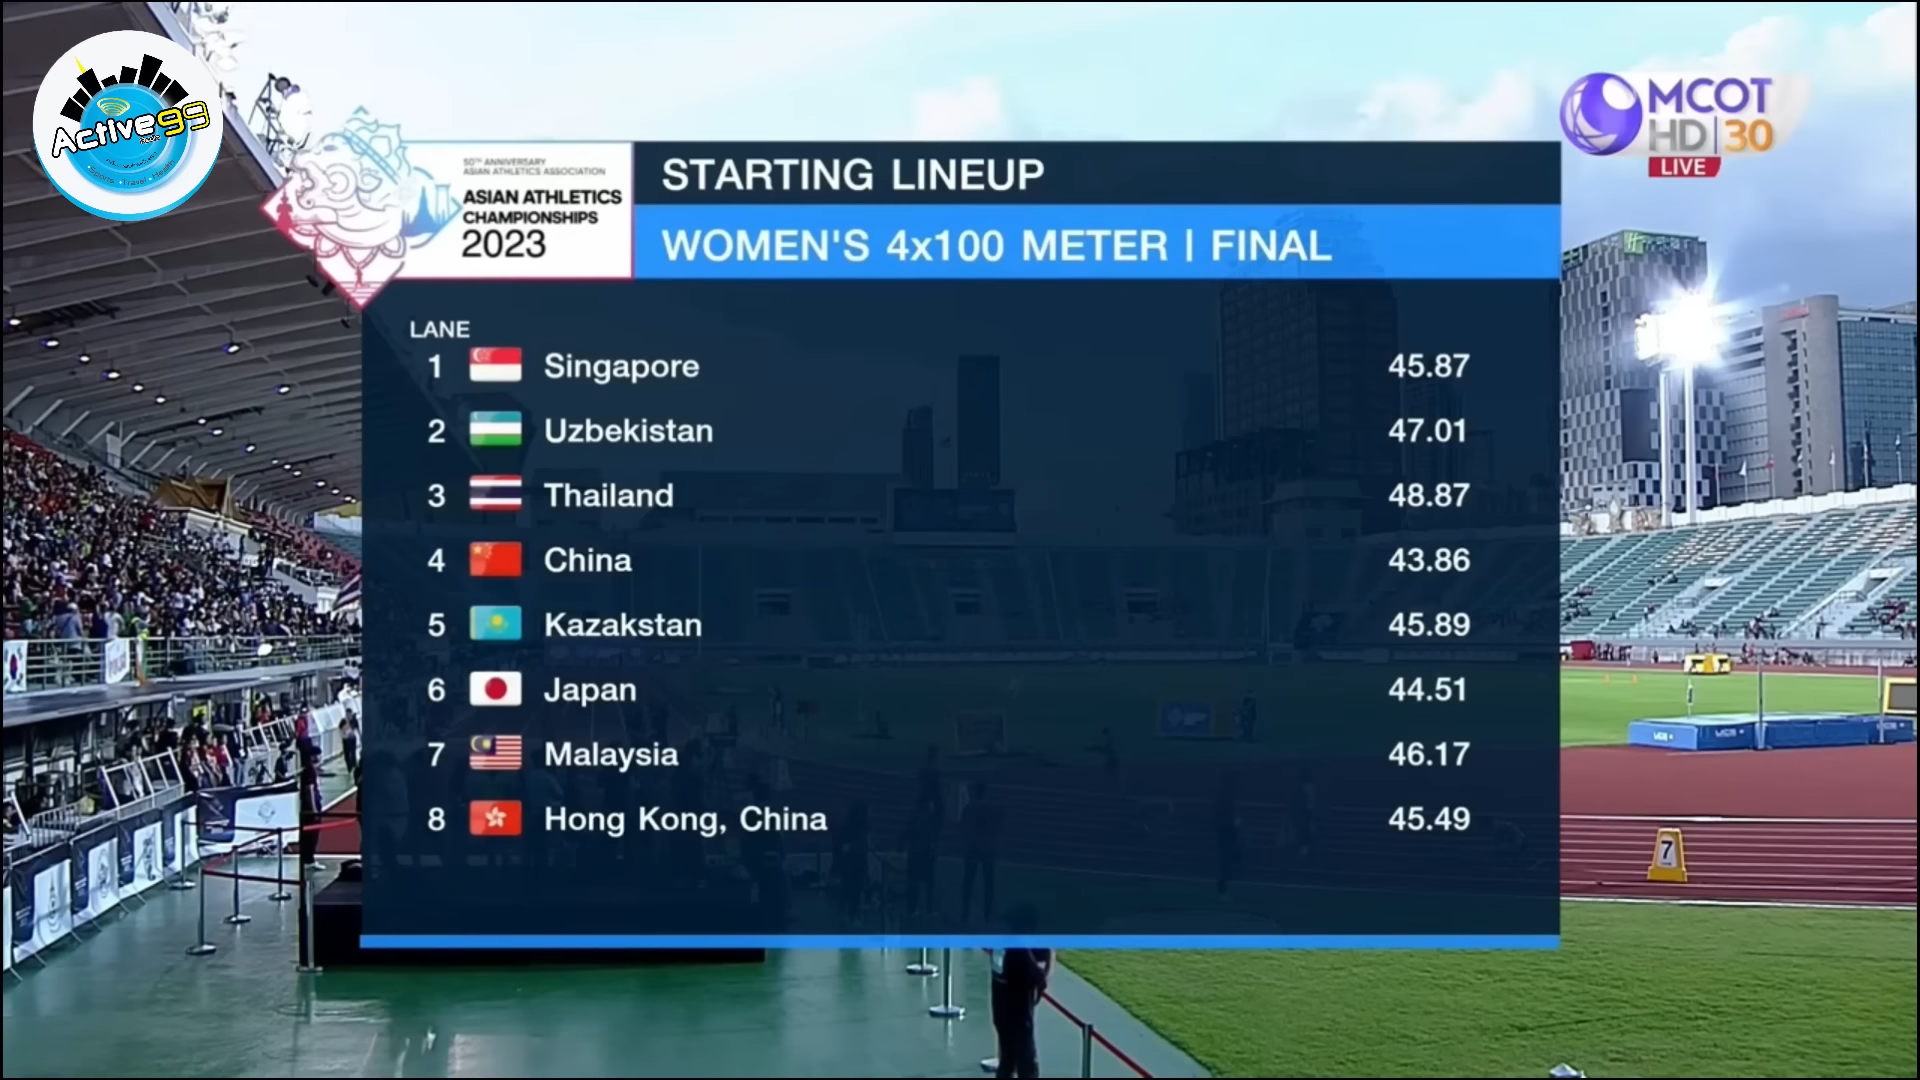 Active99
MCOT
HD 30
LIVE
50TH ANNIVERSARY
ASIAN ATHLETICS ASSOCIATION
ASIAN ATHLETICS
CHAMPIONSHIPS
2023
STARTING LINEUP
WOMEN'S 4x100 METER | FINAL
LANE
1 Singapore 45.87
2 Uzbekistan 47.01
3 Thailand 48.87
4 China 43.86
5 Kazakstan 45.89
6 Japan 44.51
7 Malaysia 46.17
8 Hong Kong, China 45.49
7